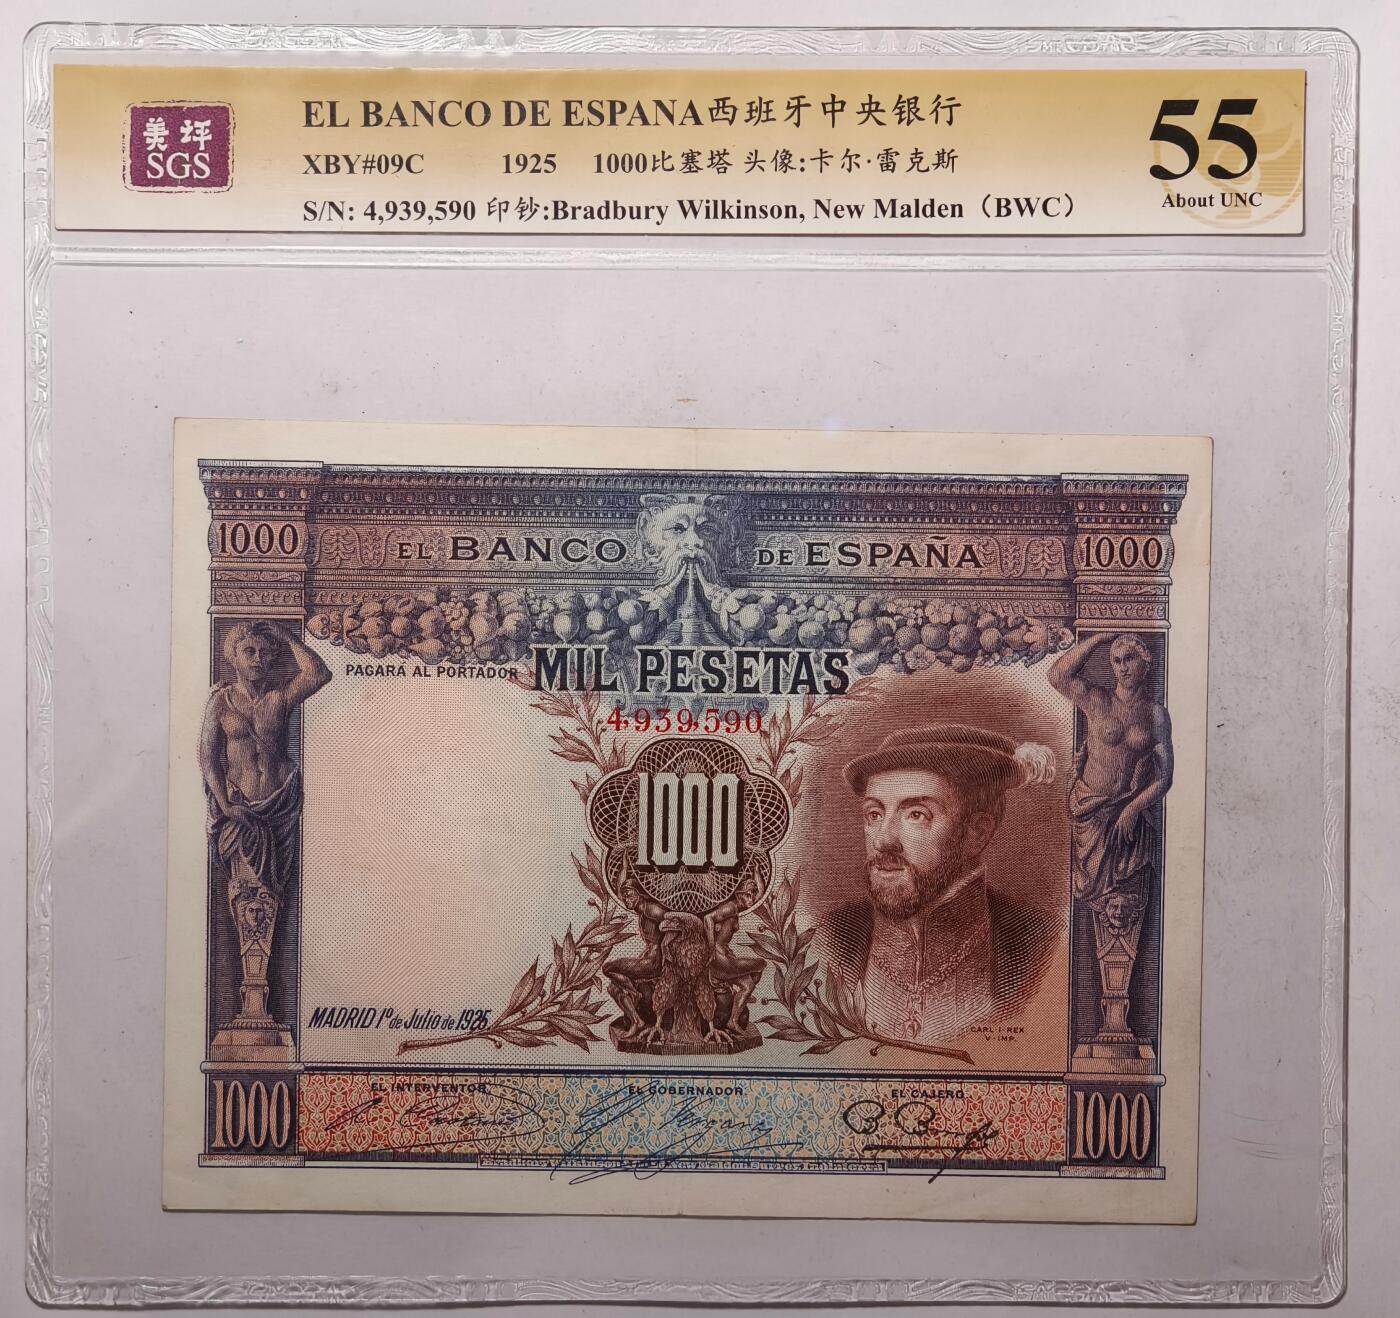 美评
SGS
EL BANCO DE ESPANA西班牙中央银行
XBY#09C 1925 1000比塞塔 头像:卡尔·雷克斯
S/N: 4,939,590 印钞:Bradbury Wilkinson, New Malden（BWC）
55
About UNC
1000 EL BANCO DE ESPAÑA 1000
PAGARÁ AL PORTADOR MIL PESETAS
4,939,590
1000
MADRID 1º de Julio de 1925
CARL·I·REX
V·IMP.
EL INTERVENTOR, EL GOBERNADOR, EL CAJERO,
1000 1000